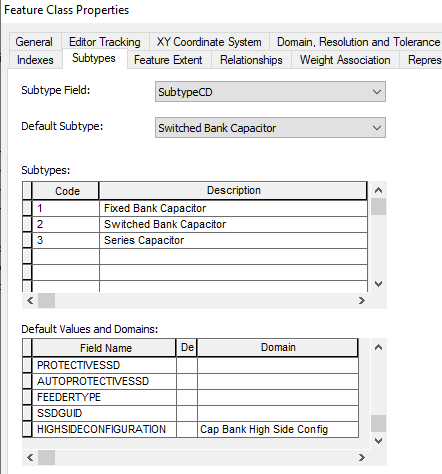 Feature Class Properties
General Editor Tracking XY Coordinate System Domain, Resolution and Tolerance
Indexes Subtypes Feature Extent Relationships Weight Association Repres
Subtype Field: SubtypeCD
Default Subtype: Switched Bank Capacitor
Subtypes:
Code Description
1 Fixed Bank Capacitor
2 Switched Bank Capacitor
3 Series Capacitor
Default Values and Domains:
Field Name De Domain
PROTECTIVESSD
AUTOPROTECTIVESSD
FEEDERTYPE
SSDGUID
HIGHSIDECONFIGURATION Cap Bank High Side Config